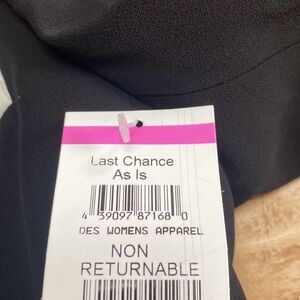 Last Chance
As Is
4 39097 87168 0
DES WOMENS APPAREL
NON
RETURNABLE